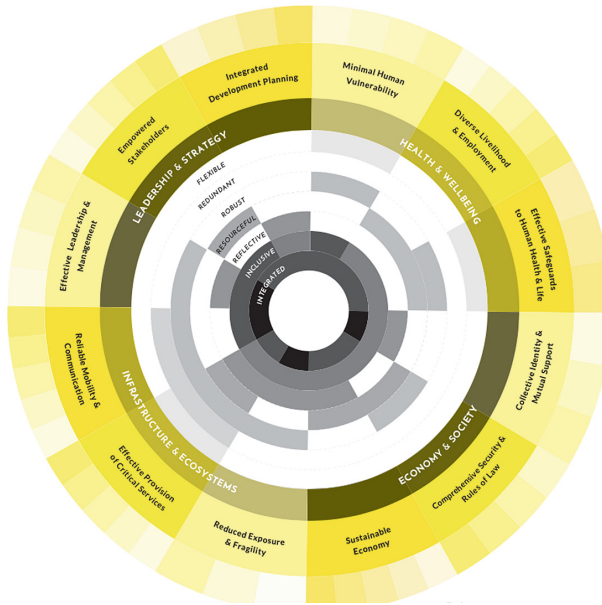 Integrated
Development Planning
Minimal Human
Vulnerability
Empowered
Stakeholders
Diverse Livelihood
& Employment
LEADERSHIP & STRATEGY
HEALTH & WELLBEING
FLEXIBLE
REDUNDANT
ROBUST
RESOURCEFUL
REFLECTIVE
INCLUSIVE
INTEGRATED
Effective Leadership &
Management
Effective Safeguards
to Human Health & Life
Reliable Mobility &
Communication
Collective Identity &
Mutual Support
INFRASTRUCTURE & ECOSYSTEMS
ECONOMY & SOCIETY
Effective Provision
of Critical Services
Comprehensive Security &
Rules of Law
Reduced Exposure
& Fragility
Sustainable
Economy